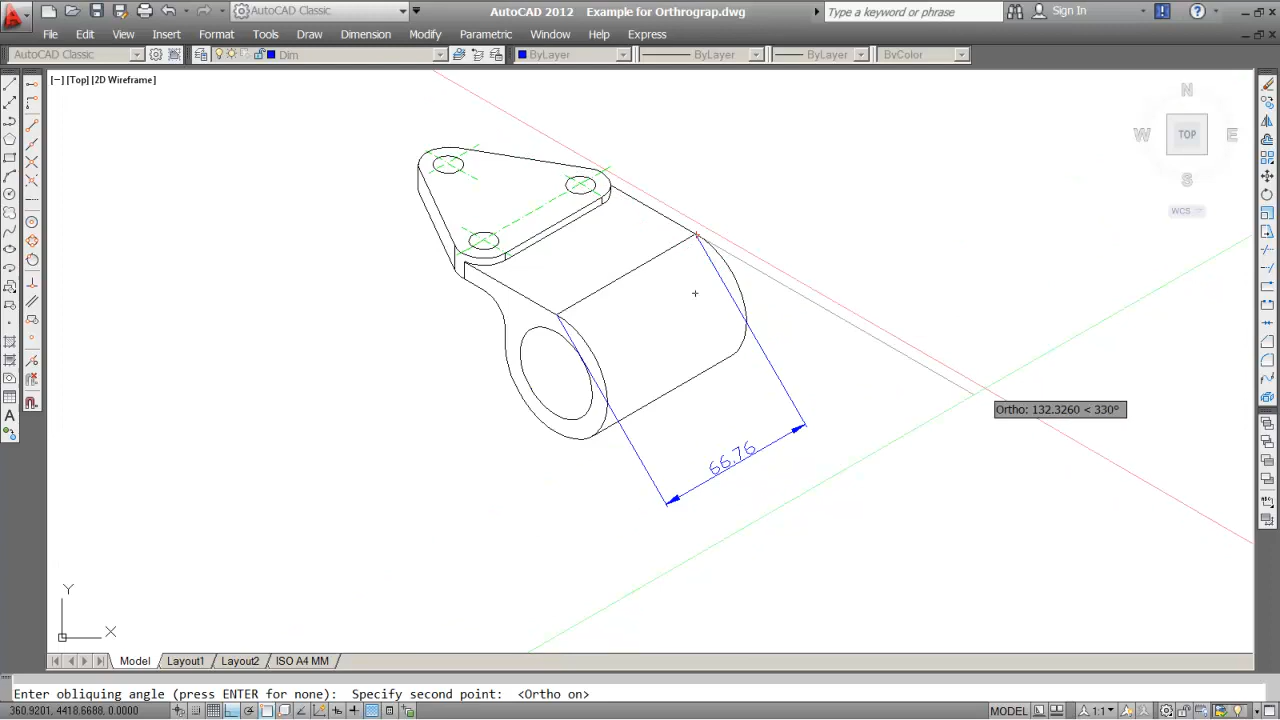 AutoCAD Classic
AutoCAD 2012 Example for Orthrograp.dwg
Type a keyword or phrase
Sign In
File Edit View Insert Format Tools Draw Dimension Modify Parametric Window Help Express
AutoCAD Classic
Dim
ByLayer
ByLayer
ByLayer
ByColor
[−] [Top] [2D Wireframe]
N
W TOP E
S
WCS
Ortho: 132.3260 < 330°
66.76
Y
X
Model Layout1 Layout2 ISO A4 MM
Enter obliquing angle (press ENTER for none): Specify second point: <Ortho on>
360.9201, 4418.6688, 0.0000
MODEL
1:1